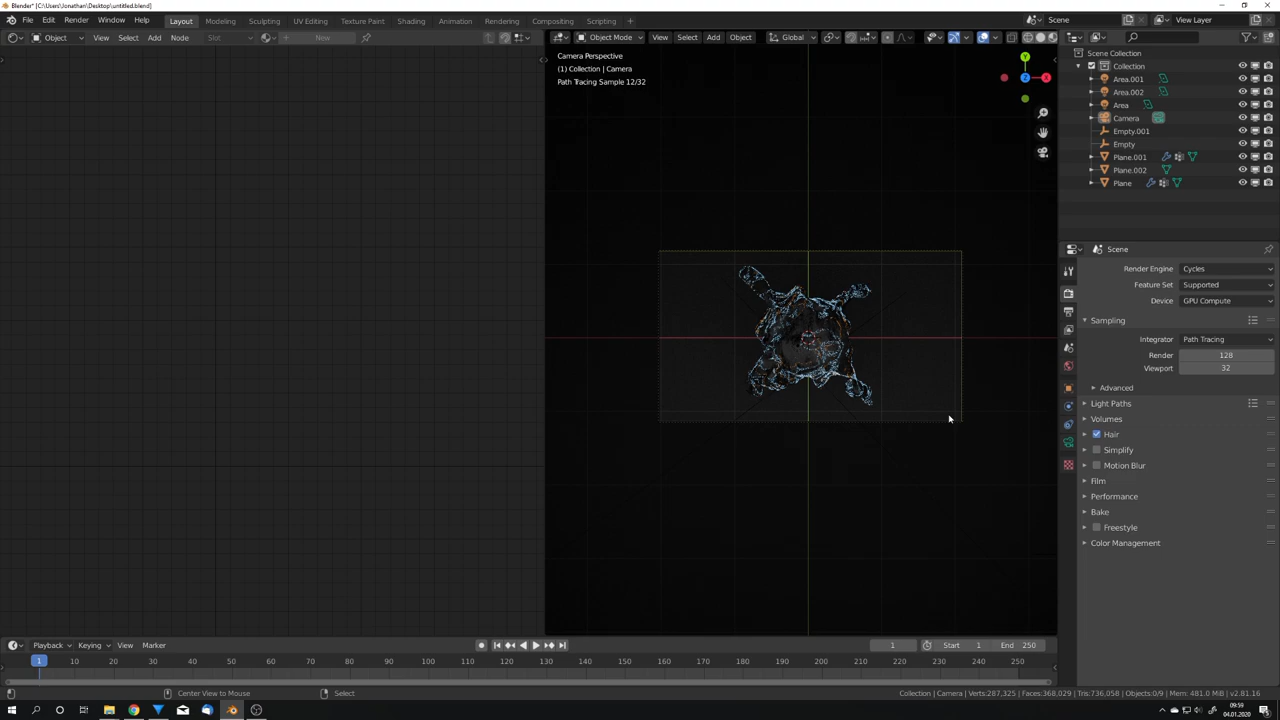 Blender* [C:\Users\Jonathan\Desktop\untitled.blend]
File Edit Render Window Help Layout Modeling Sculpting UV Editing Texture Paint Shading Animation Rendering Compositing Scripting + Scene View Layer
Object View Select Add Node Slot New Object Mode View Select Add Object Global
Camera Perspective
(1) Collection | Camera
Path Tracing Sample 12/32
Y
Z X
Scene Collection
Collection
Area.001
Area.002
Area
Camera
Empty.001
Empty
Plane.001
Plane.002
Plane
Scene
Render Engine Cycles
Feature Set Supported
Device GPU Compute
Sampling
Integrator Path Tracing
Render 128
Viewport 32
Advanced
Light Paths
Volumes
Hair
Simplify
Motion Blur
Film
Performance
Bake
Freestyle
Color Management
Playback Keying View Marker 1 Start 1 End 250
1 10 20 30 40 50 60 70 80 90 100 110 120 130 140 150 160 170 180 190 200 210 220 230 240 250
Center View to Mouse Select Collection | Camera | Verts:287,325 | Faces:368,029 | Tris:736,058 | Objects:0/9 | Mem: 481.0 MiB | v2.81.16
09:59
04.01.2020